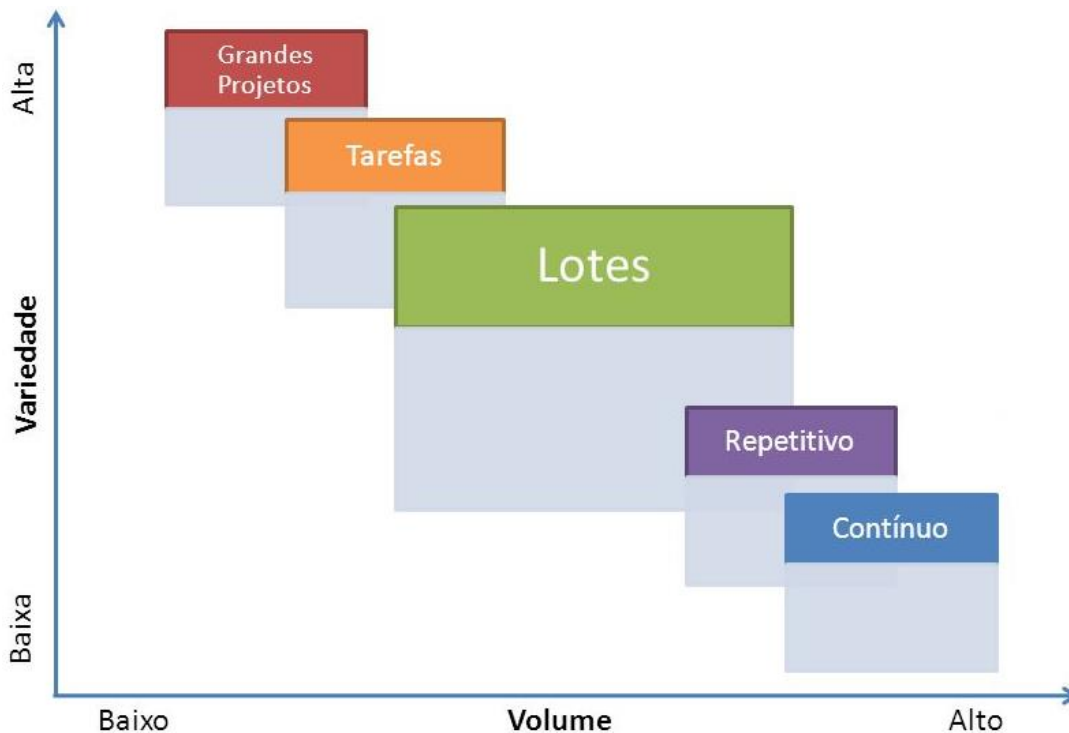 Alta
Grandes
Projetos
Tarefas
Lotes
Variedade
Repetitivo
Contínuo
Baixa
Baixo
Volume
Alto